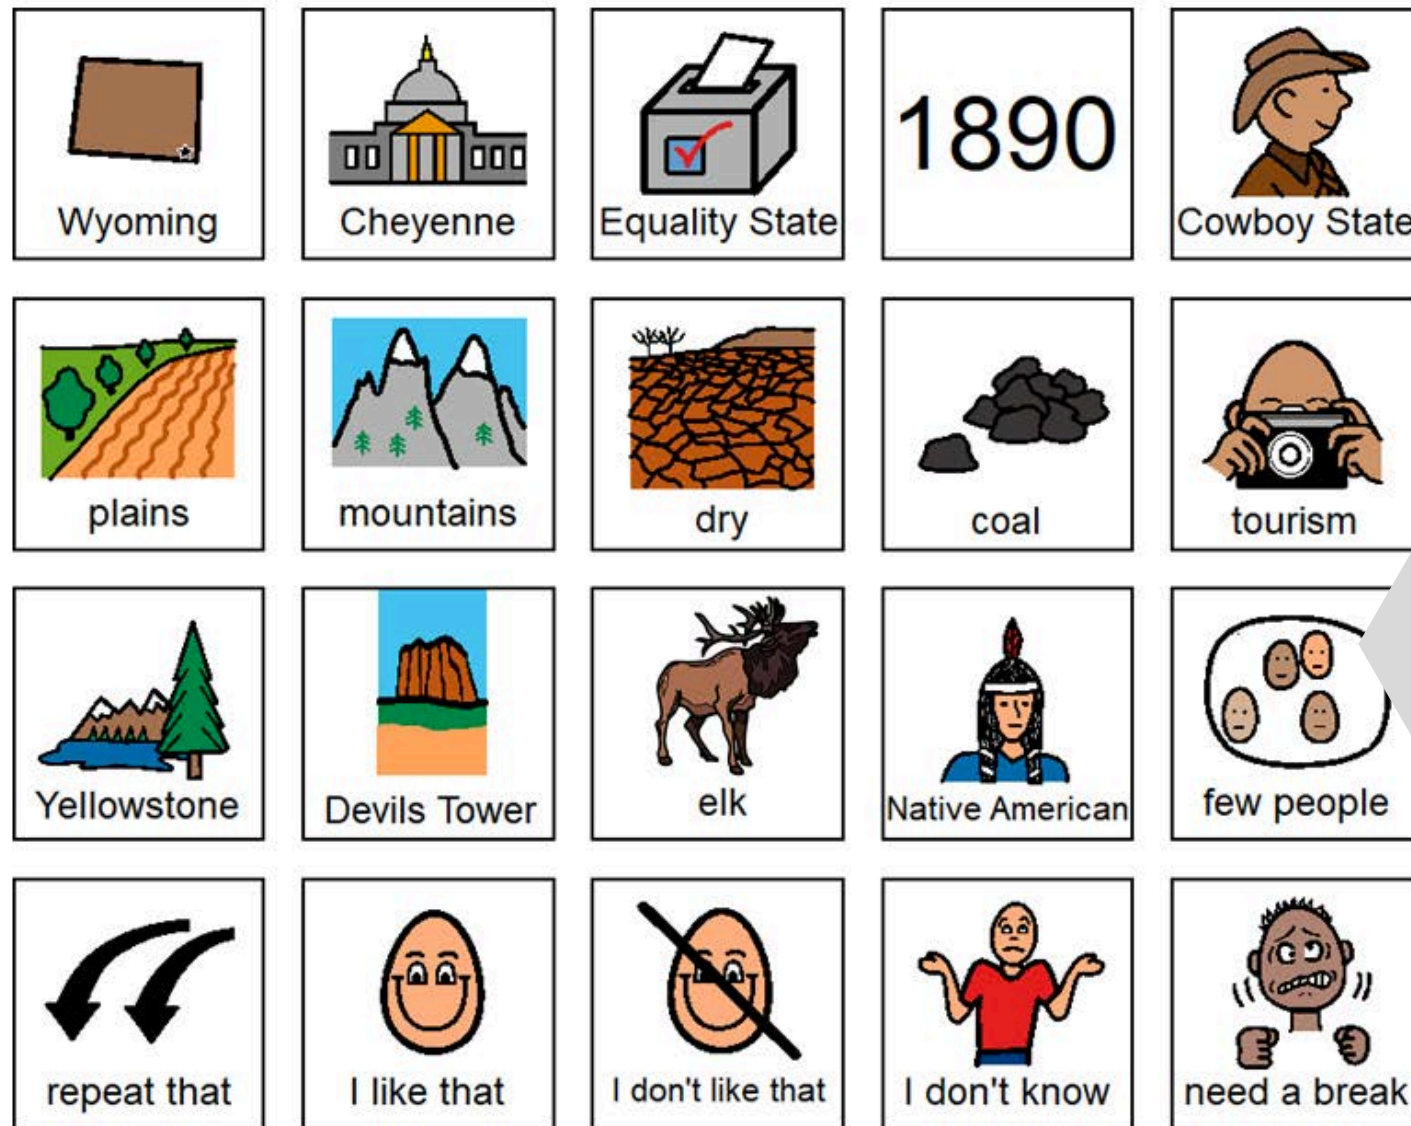 Wyoming
Cheyenne
Equality State
1890
Cowboy State
plains
mountains
dry
coal
tourism
Yellowstone
Devils Tower
elk
Native American
few people
repeat that
I like that
I don't like that
I don't know
need a break